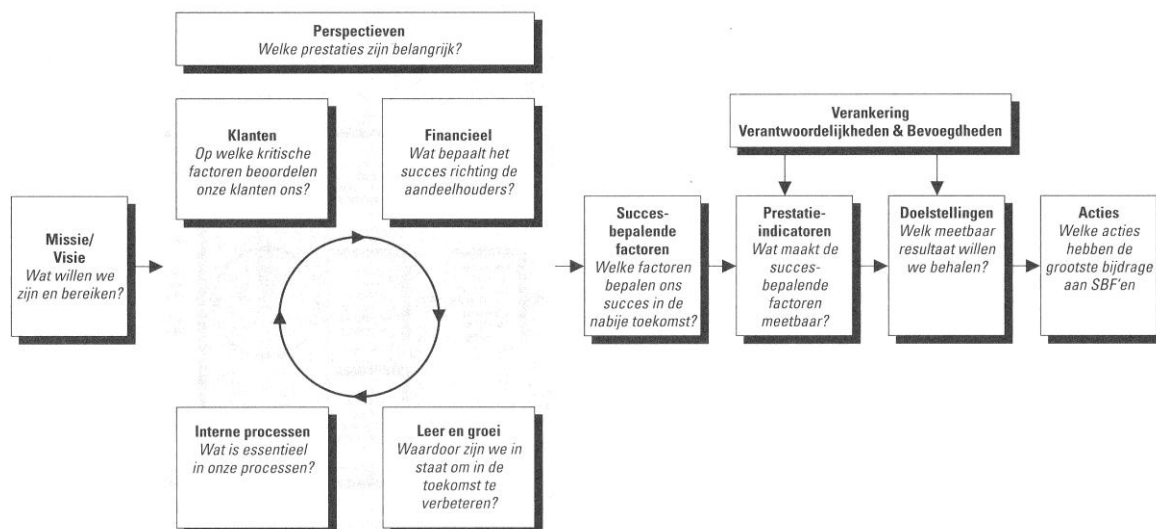 Perspectieven
Welke prestaties zijn belangrijk?
Klanten
Op welke kritische
factoren beoordelen
onze klanten ons?
Financieel
Wat bepaalt het
succes richting de
aandeelhouders?
Missie/
Visie
Wat willen we
zijn en bereiken?
Interne processen
Wat is essentieel
in onze processen?
Leer en groei
Waardoor zijn we in
staat om in de
toekomst te
verbeteren?
Verankering
Verantwoordelijkheden & Bevoegdheden
Succes-
bepalende
factoren
Welke factoren
bepalen ons
succes in de
nabije toekomst?
Prestatie-
indicatoren
Wat maakt de
succes-
bepalende
factoren
meetbaar?
Doelstellingen
Welk meetbaar
resultaat willen
we behalen?
Acties
Welke acties
hebben de
grootste bijdrage
aan SBF'en